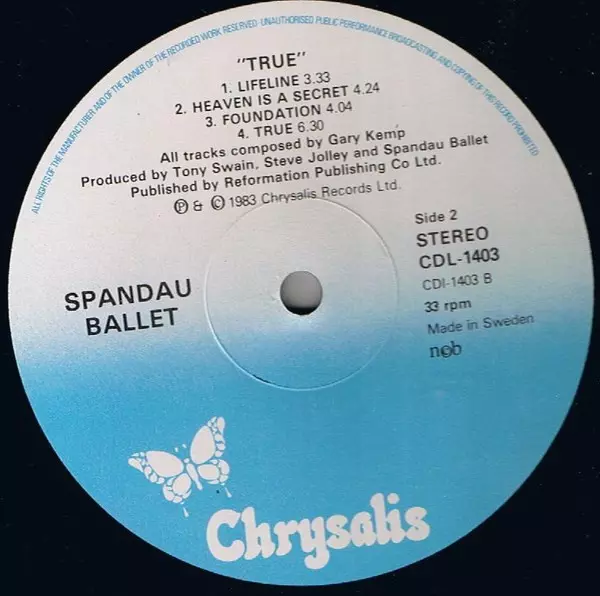 ALL RIGHTS OF THE MANUFACTURER AND OF THE OWNER OF THE RECORDED WORK RESERVED · UNAUTHORISED PUBLIC PERFORMANCE BROADCASTING AND COPYING OF THIS RECORD PROHIBITED
"TRUE"
1. LIFELINE 3.33
2. HEAVEN IS A SECRET 4.24
3. FOUNDATION 4.04
4. TRUE 6.30
All tracks composed by Gary Kemp
Produced by Tony Swain, Steve Jolley and Spandau Ballet
Published by Reformation Publishing Co Ltd.
Ⓟ & © 1983 Chrysalis Records Ltd.
Side 2
STEREO
CDL-1403
CDI-1403 B
33 rpm
Made in Sweden
ncb
SPANDAU
BALLET
Chrysalis